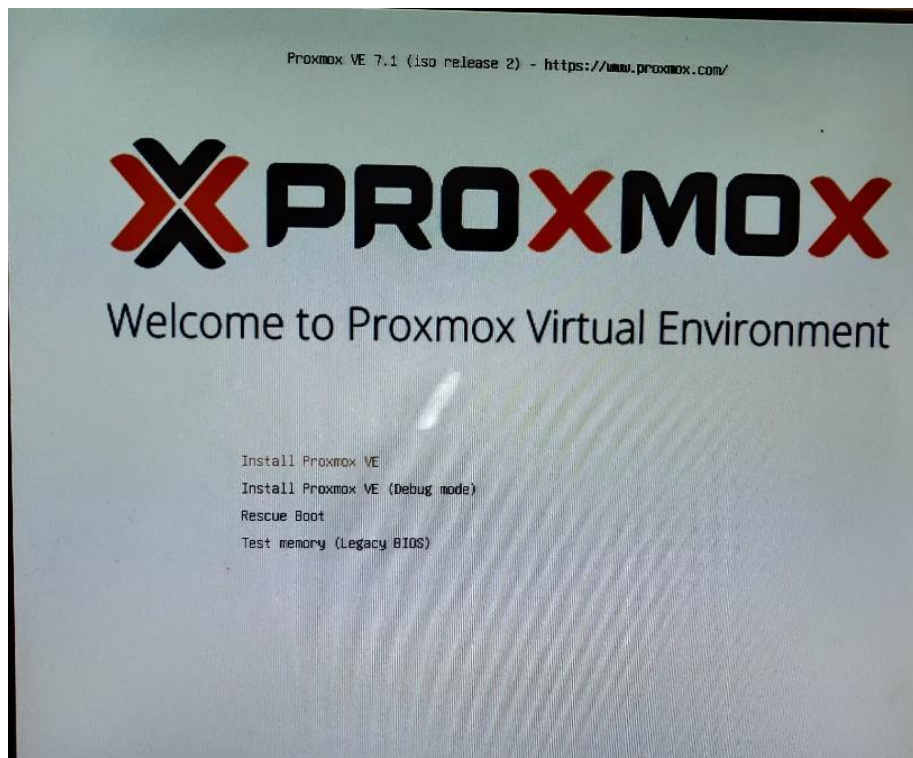 Proxmox VE 7.1 (iso release 2) - https://www.proxmox.com/
PROXMOX
Welcome to Proxmox Virtual Environment
Install Proxmox VE
Install Proxmox VE (Debug mode)
Rescue Boot
Test memory (Legacy BIOS)